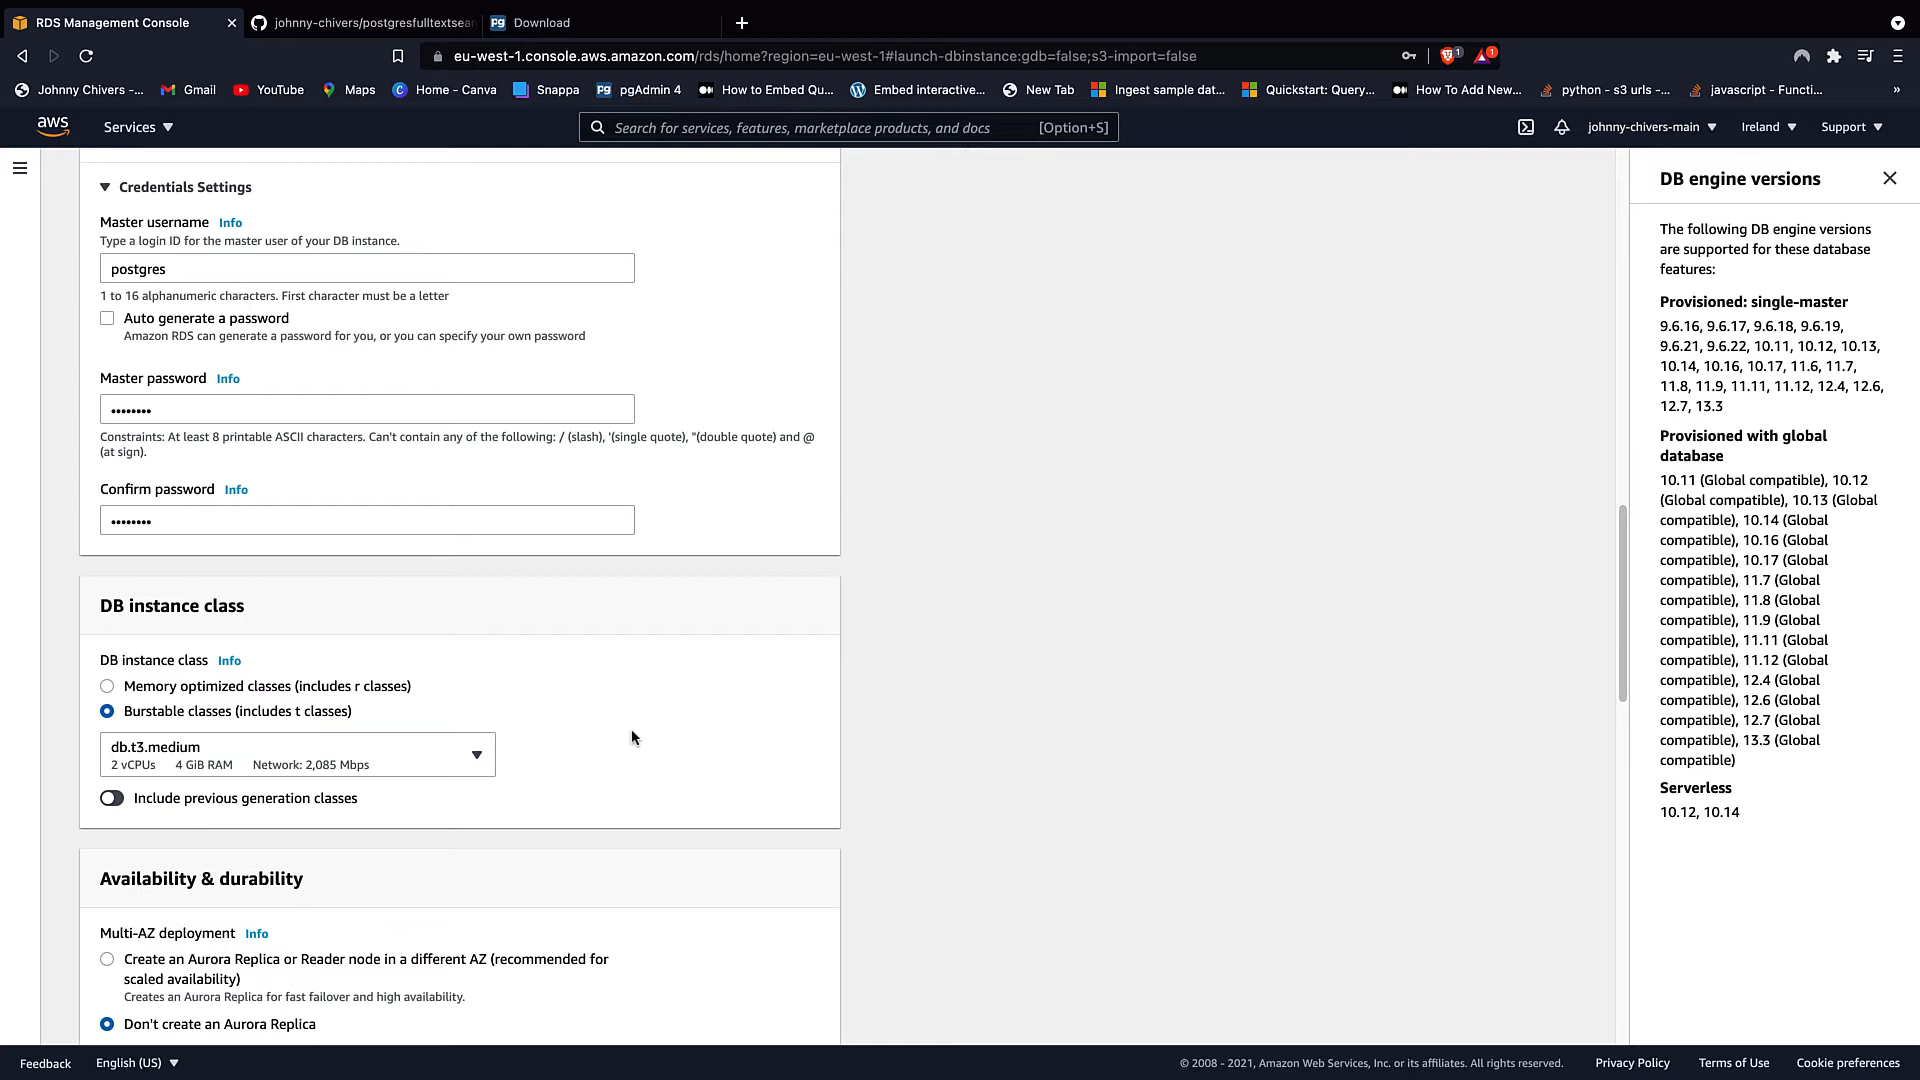 RDS Management Console
johnny-chivers/postgresfulltextsear
Download
eu-west-1.console.aws.amazon.com/rds/home?region=eu-west-1#launch-dbinstance:gdb=false;s3-import=false
1
1
Johnny Chivers -...
Gmail
YouTube
Maps
Home - Canva
Snappa
pgAdmin 4
How to Embed Qu...
Embed interactive...
New Tab
Ingest sample dat...
Quickstart: Query,...
How To Add New...
python - s3 urls -...
javascript - Functi...
»
aws
Services
Search for services, features, marketplace products, and docs
[Option+S]
johnny-chivers-main
Ireland
Support
Credentials Settings
Master username Info
Type a login ID for the master user of your DB instance.
postgres
1 to 16 alphanumeric characters. First character must be a letter
Auto generate a password
Amazon RDS can generate a password for you, or you can specify your own password
Master password Info
••••••••
Constraints: At least 8 printable ASCII characters. Can't contain any of the following: / (slash), '(single quote), "(double quote) and @
(at sign).
Confirm password Info
••••••••
DB instance class
DB instance class Info
Memory optimized classes (includes r classes)
Burstable classes (includes t classes)
db.t3.medium
2 vCPUs 4 GiB RAM Network: 2,085 Mbps
Include previous generation classes
Availability & durability
Multi-AZ deployment Info
Create an Aurora Replica or Reader node in a different AZ (recommended for
scaled availability)
Creates an Aurora Replica for fast failover and high availability.
Don't create an Aurora Replica
DB engine versions
The following DB engine versions
are supported for these database
features:
Provisioned: single-master
9.6.16, 9.6.17, 9.6.18, 9.6.19,
9.6.21, 9.6.22, 10.11, 10.12, 10.13,
10.14, 10.16, 10.17, 11.6, 11.7,
11.8, 11.9, 11.11, 11.12, 12.4, 12.6,
12.7, 13.3
Provisioned with global
database
10.11 (Global compatible), 10.12
(Global compatible), 10.13 (Global
compatible), 10.14 (Global
compatible), 10.16 (Global
compatible), 10.17 (Global
compatible), 11.7 (Global
compatible), 11.8 (Global
compatible), 11.9 (Global
compatible), 11.11 (Global
compatible), 11.12 (Global
compatible), 12.4 (Global
compatible), 12.6 (Global
compatible), 12.7 (Global
compatible), 13.3 (Global
compatible)
Serverless
10.12, 10.14
Feedback
English (US)
© 2008 - 2021, Amazon Web Services, Inc. or its affiliates. All rights reserved.
Privacy Policy
Terms of Use
Cookie preferences